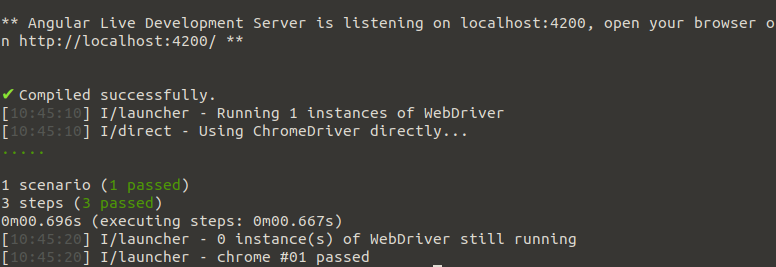 ** Angular Live Development Server is listening on localhost:4200, open your browser o
n http://localhost:4200/ **
✔ Compiled successfully.
[10:45:10] I/launcher - Running 1 instances of WebDriver
[10:45:10] I/direct - Using ChromeDriver directly...
.....
1 scenario (1 passed)
3 steps (3 passed)
0m00.696s (executing steps: 0m00.667s)
[10:45:20] I/launcher - 0 instance(s) of WebDriver still running
[10:45:20] I/launcher - chrome #01 passed